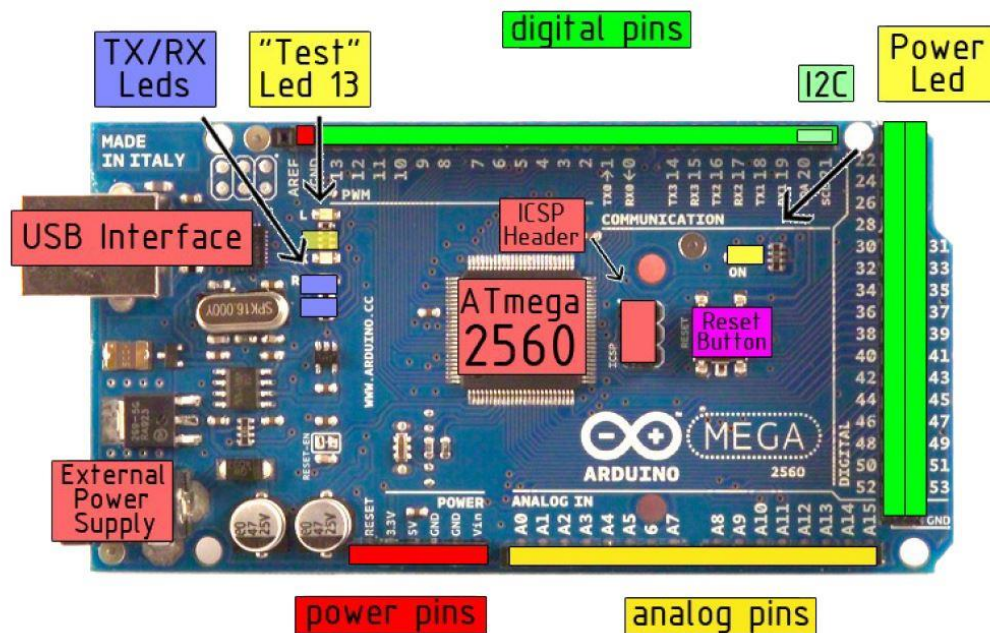 digital pins
TX/RX
Leds
"Test"
Led 13
I2C
Power
Led
MADE
IN ITALY
AREF
GND
13
12
11
10
9
8
7
6
5
4
3
2
TX0→1
RX0←0
TX3 14
RX3 15
TX2 16
RX2 17
TX1 18
RX1 19
20
21
PWM
COMMUNICATION
L
USB Interface
ICSP
Header
ON
ATmega
2560
Reset
Button
RESET
ICSP
SPK16.000Y
WWW.ARDUINO.CC
22
24
26
28
30 31
32 33
34 35
36 37
38 39
40 41
42 43
44 45
46 47
48 49
50 51
52 53
GND
DIGITAL
ARDUINO
MEGA
2560
RESET-EN
External
Power
Supply
47
25V
47
25V
POWER
RESET
3.3V
5V
GND
GND
Vin
ANALOG IN
A0
A1
A2
A3
A4
A5
6
A7
A8
A9
A10
A11
A12
A13
A14
A15
power pins
analog pins